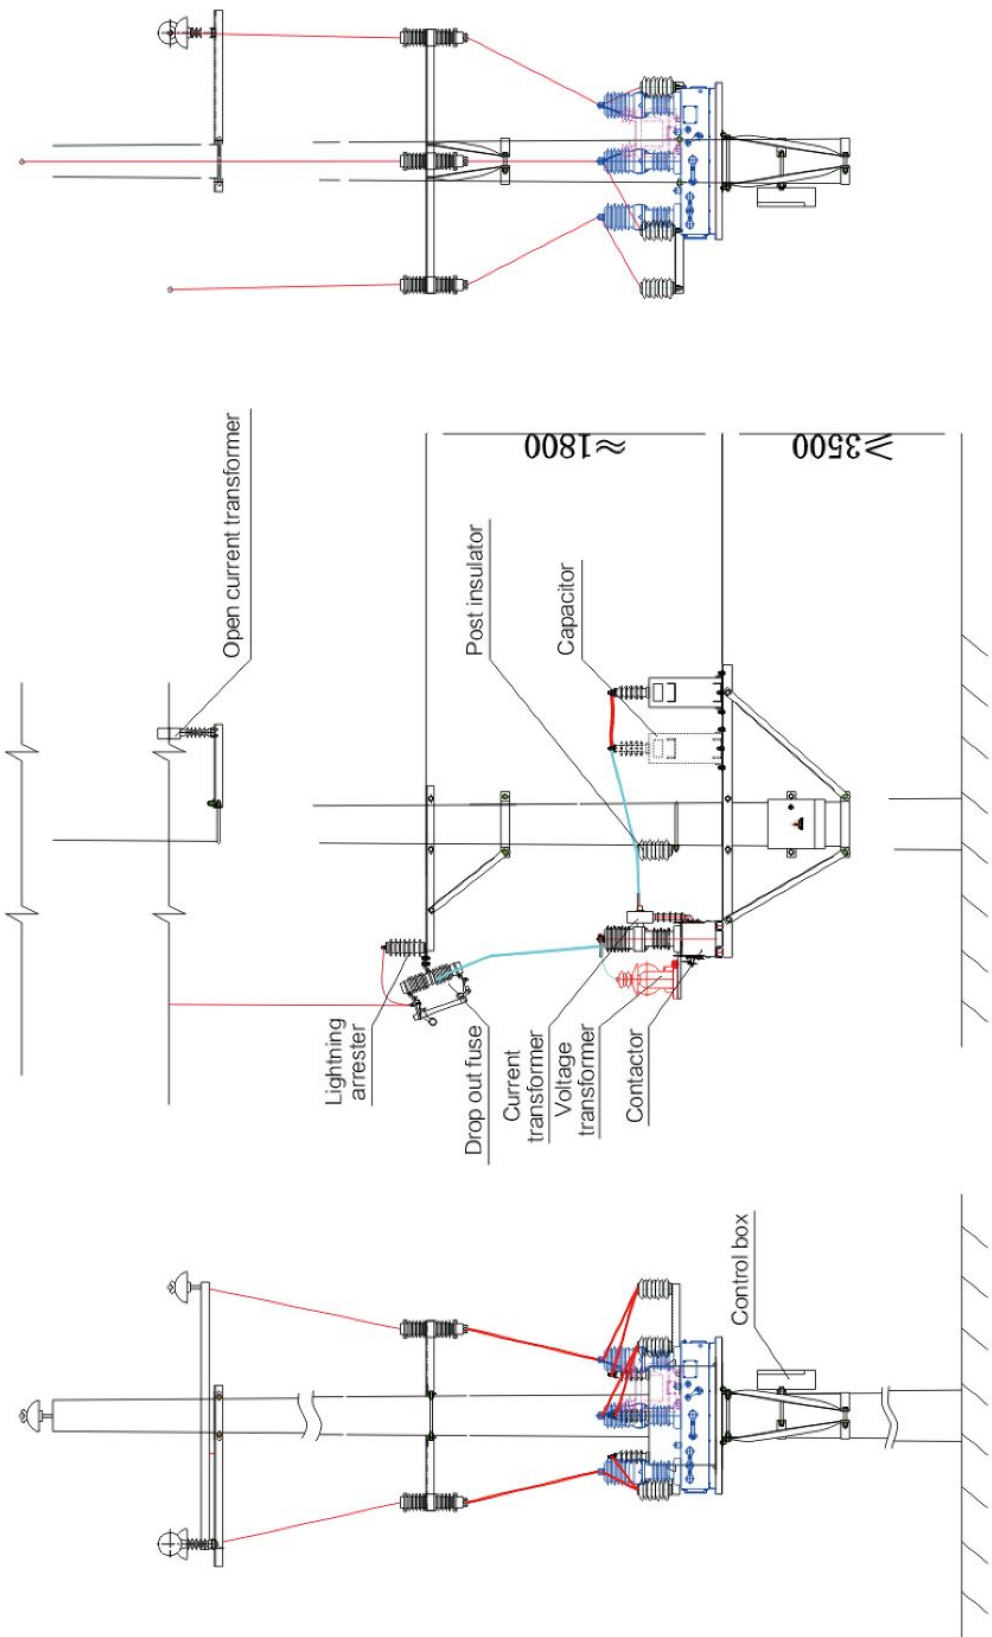 Open current transformer
≈1800
≥3500
Post insulator
Capacitor
Lightning
arrester
Drop out fuse
Current
transformer
Voltage
transformer
Contactor
Control box